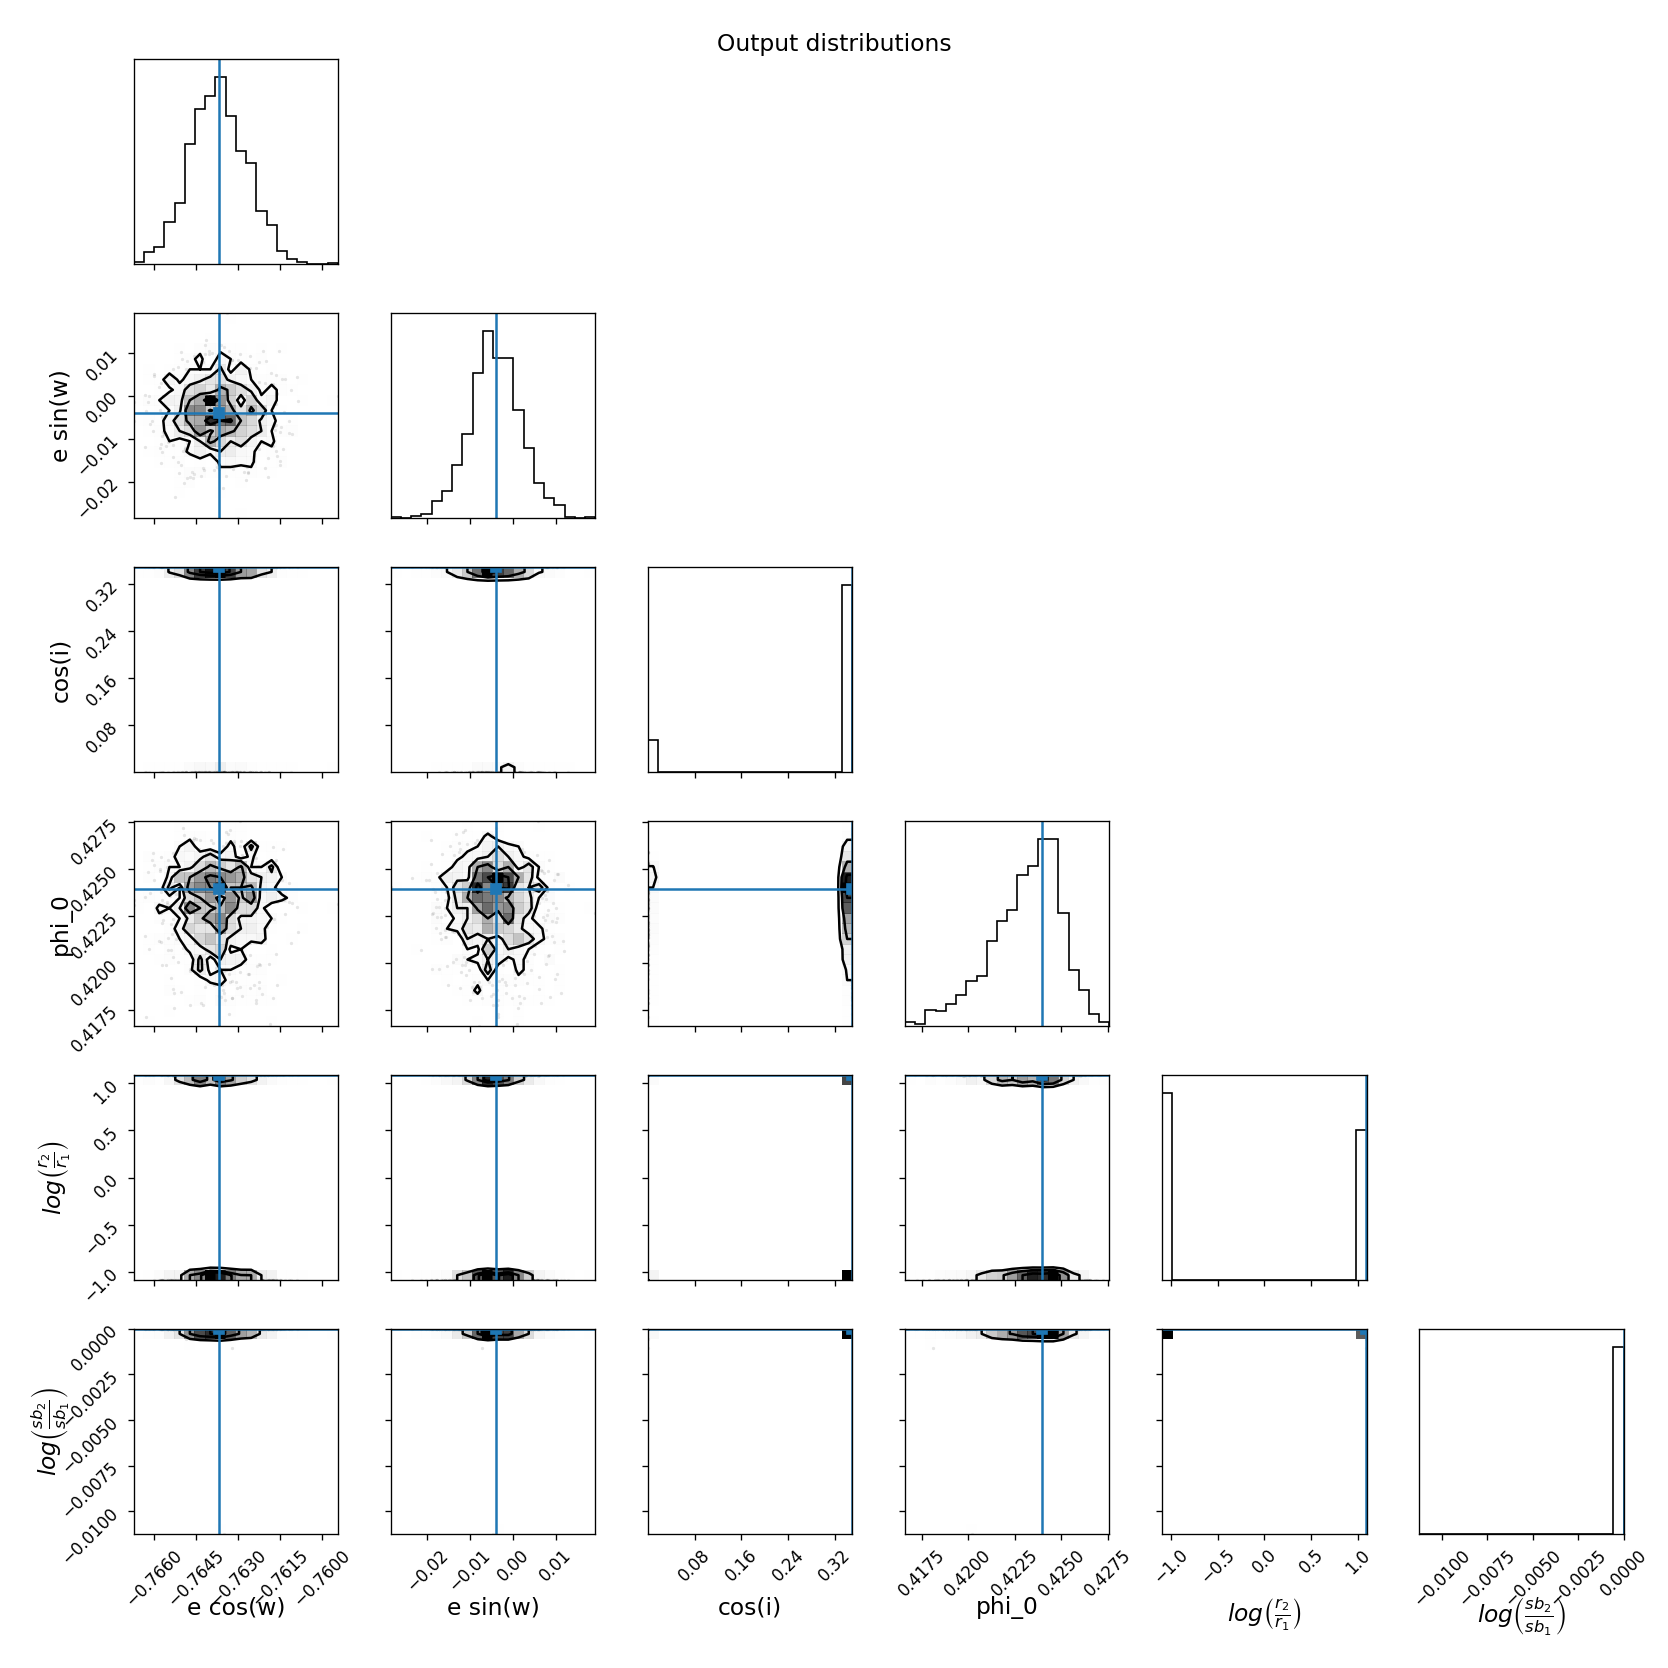 Output distributions
e sin(w)
0.01
0.00
−0.01
−0.02
cos(i)
0.32
0.24
0.16
0.08
phi_0
0.4275
0.4250
0.4225
0.4200
0.4175
log(r₂/r₁)
1.0
0.5
0.0
−0.5
−1.0
log(sb₂/sb₁)
0.0000
−0.0025
−0.0050
−0.0075
−0.0100
−0.7660 −0.7645 −0.7630 −0.7615 −0.7600
−0.02 −0.01 0.00 0.01
0.08 0.16 0.24 0.32
0.4175 0.4200 0.4225 0.4250 0.4275
−1.0 −0.5 0.0 0.5 1.0
−0.0100 −0.0075 −0.0050 −0.0025 0.0000
e cos(w) e sin(w) cos(i) phi_0 log(r₂/r₁) log(sb₂/sb₁)